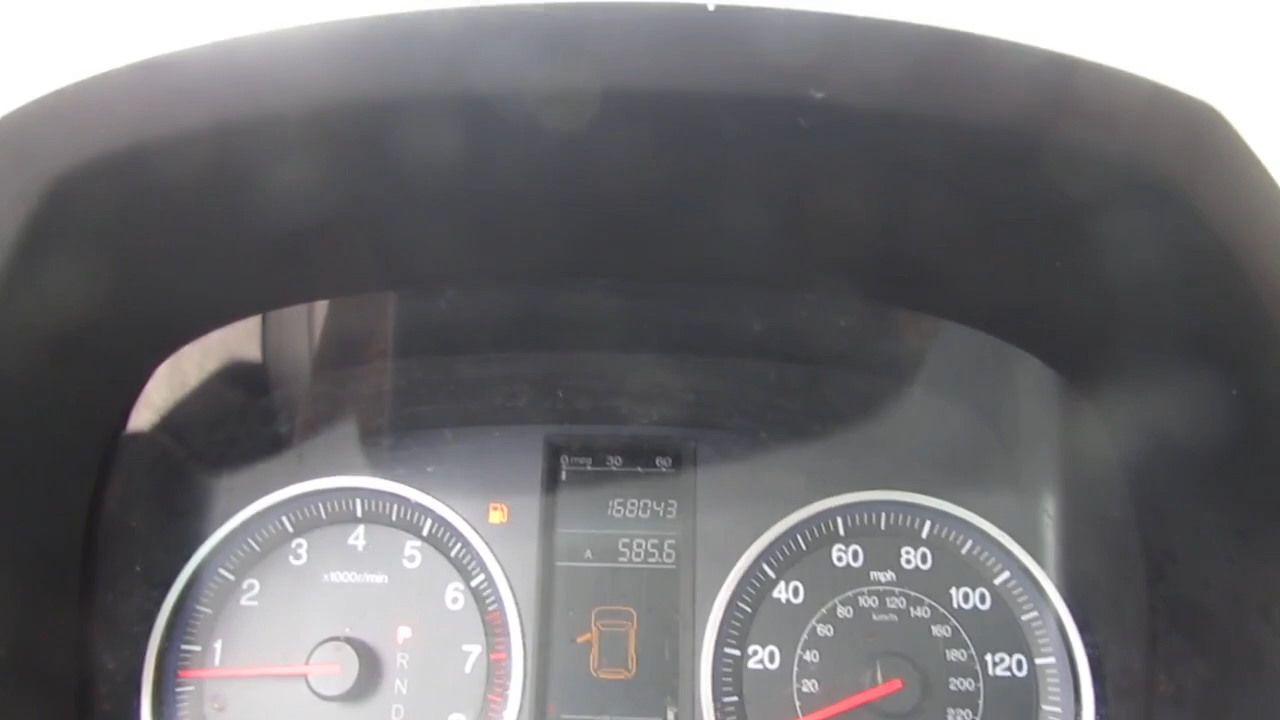 0 mpg 30 60
168043
A 585.6
1 2 3 4 5 6 7
x1000r/min
P
R
N
D
20 40 60 80 100 120
mph
20 40 60 80 100 120 140 160 180 200 220
km/h